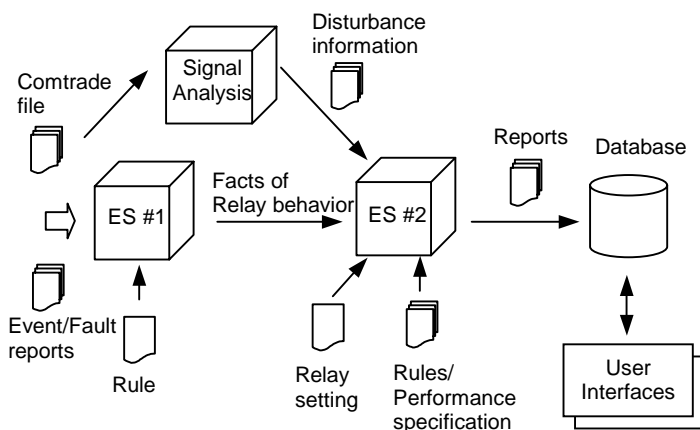 Disturbance
information
Signal
Analysis
Comtrade
file
Reports
Database
Facts of
Relay behavior
ES #1
ES #2
Event/Fault
reports
Rule
Relay
setting
Rules/
Performance
specification
User
Interfaces